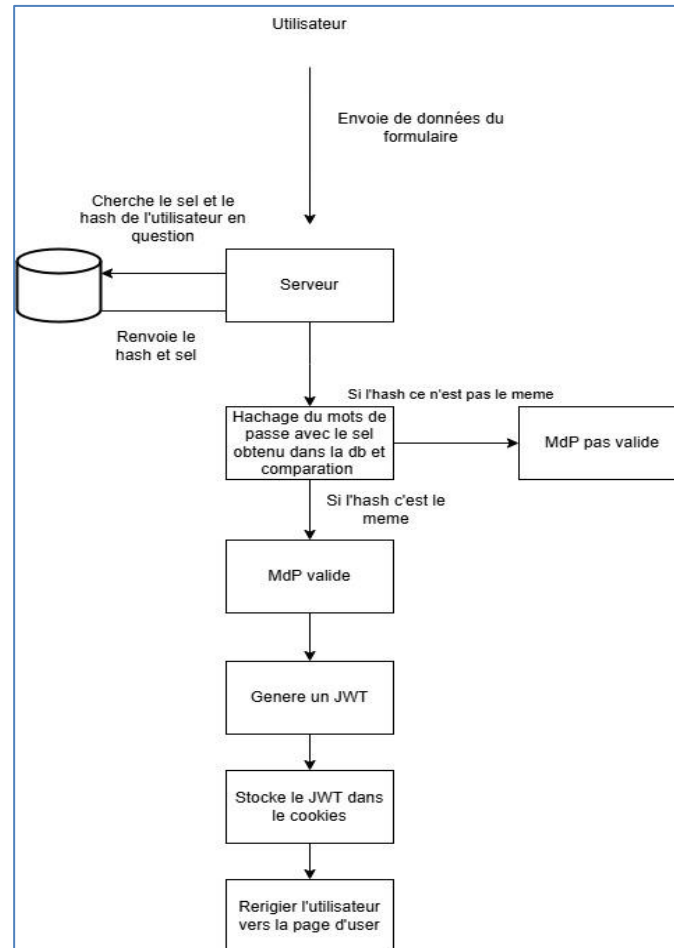 Utilisateur
Envoie de données du
formulaire
Cherche le sel et le
hash de l'utilisateur en
question
Serveur
Renvoie le
hash et sel
Si l'hash ce n'est pas le meme
Hachage du mots de
passe avec le sel
obtenu dans la db et
comparation
MdP pas valide
Si l'hash c'est le
meme
MdP valide
Genere un JWT
Stocke le JWT dans
le cookies
Rerigier l'utilisateur
vers la page d'user